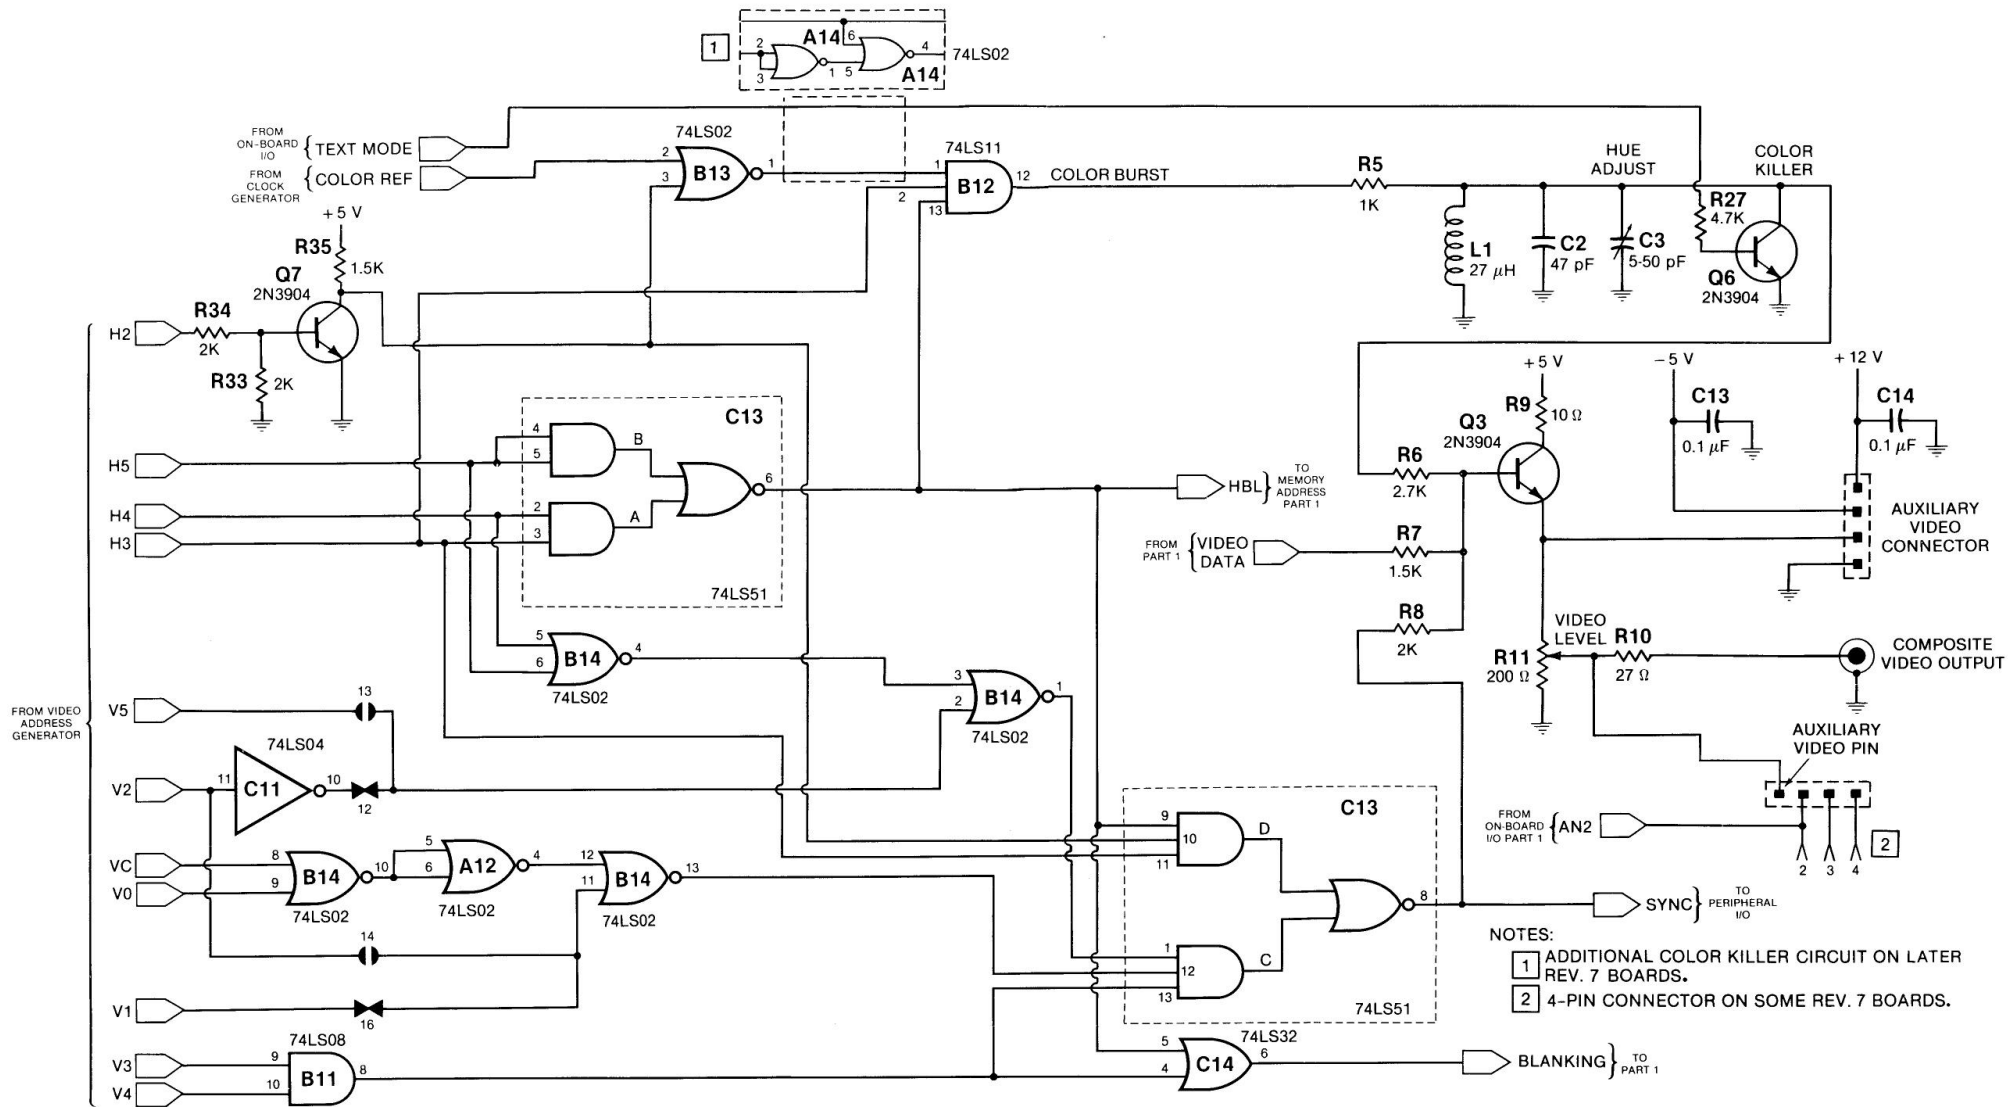 1
2
3
A14
1
6
5
4
A14
74LS02
FROM
ON-BOARD
I/O
TEXT MODE
FROM
CLOCK
GENERATOR
COLOR REF
74LS02
2
3
B13
1
74LS11
1
2
13
B12
12
COLOR BURST
R5
1K
HUE
ADJUST
COLOR
KILLER
R27
4.7K
L1
27 µH
C2
47 pF
C3
5-50 pF
Q6
2N3904
+5 V
R35
1.5K
Q7
2N3904
R34
2K
R33
2K
H2
H5
H4
H3
C13
4
5
B
2
3
A
6
74LS51
HBL
TO
MEMORY
ADDRESS
PART 1
FROM
PART 1
VIDEO
DATA
+5 V
R9
10 Ω
Q3
2N3904
R6
2.7K
R7
1.5K
R8
2K
-5 V
C13
0.1 µF
+12 V
C14
0.1 µF
AUXILIARY
VIDEO
CONNECTOR
VIDEO
LEVEL
R11
200 Ω
R10
27 Ω
COMPOSITE
VIDEO OUTPUT
AUXILIARY
VIDEO PIN
FROM
ON-BOARD
I/O PART 1
AN2
2
3
4
2
5
6
B14
4
74LS02
3
2
B14
1
74LS02
FROM VIDEO
ADDRESS
GENERATOR
V5
13
74LS04
V2
11
C11
10
12
VC
V0
8
9
B14
10
74LS02
5
6
A12
4
74LS02
12
11
B14
13
74LS02
14
V1
16
74LS08
V3
V4
9
10
B11
8
C13
9
10
11
D
1
12
13
C
8
74LS51
SYNC
TO
PERIPHERAL
I/O
74LS32
5
4
C14
6
BLANKING
TO
PART 1
NOTES:
1 ADDITIONAL COLOR KILLER CIRCUIT ON LATER
REV. 7 BOARDS.
2 4-PIN CONNECTOR ON SOME REV. 7 BOARDS.